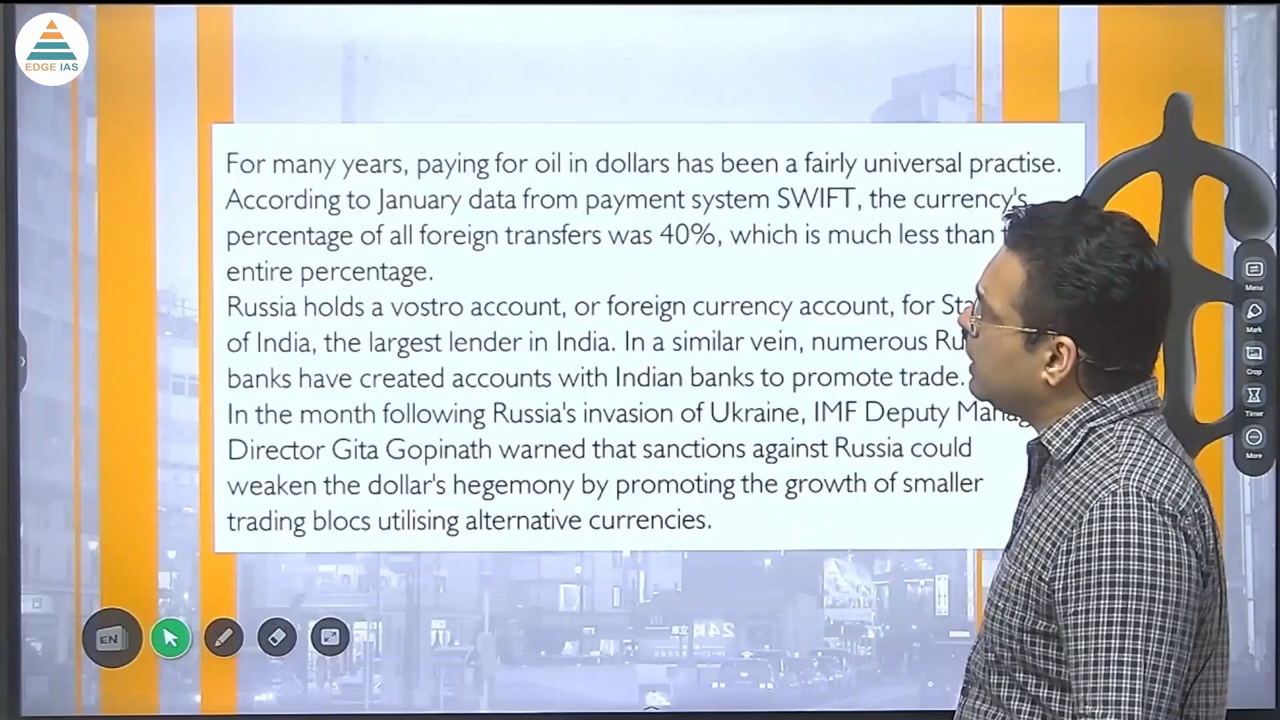 EDGE IAS
For many years, paying for oil in dollars has been a fairly universal practise.
According to January data from payment system SWIFT, the currency's
percentage of all foreign transfers was 40%, which is much less than
entire percentage.
Russia holds a vostro account, or foreign currency account, for
of India, the largest lender in India. In a similar vein, numerous
banks have created accounts with Indian banks to promote trade.
In the month following Russia's invasion of Ukraine, IMF Deputy
Director Gita Gopinath warned that sanctions against Russia could
weaken the dollar's hegemony by promoting the growth of smaller
trading blocs utilising alternative currencies.
Menu
Mark
Crop
Timer
More
EN